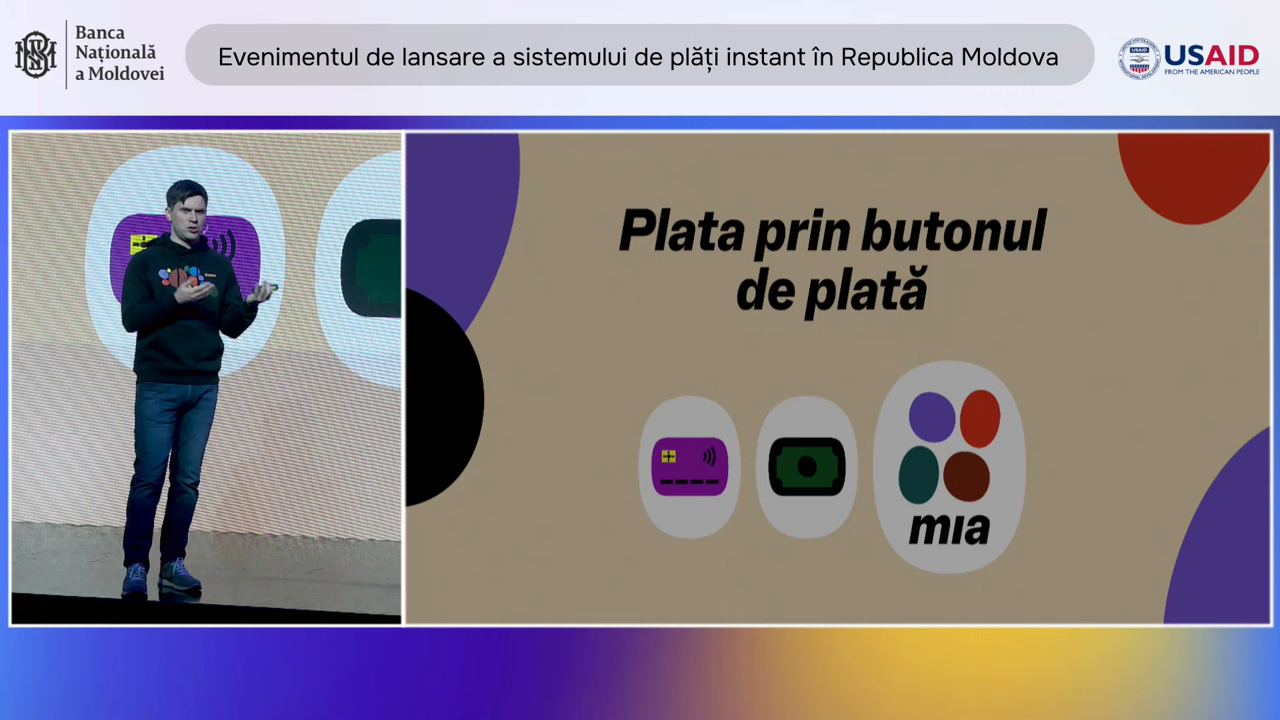 Banca
Națională
a Moldovei
Evenimentul de lansare a sistemului de plăți instant în Republica Moldova
USAID
FROM THE AMERICAN PEOPLE
Plata prin butonul
de plată
mıa